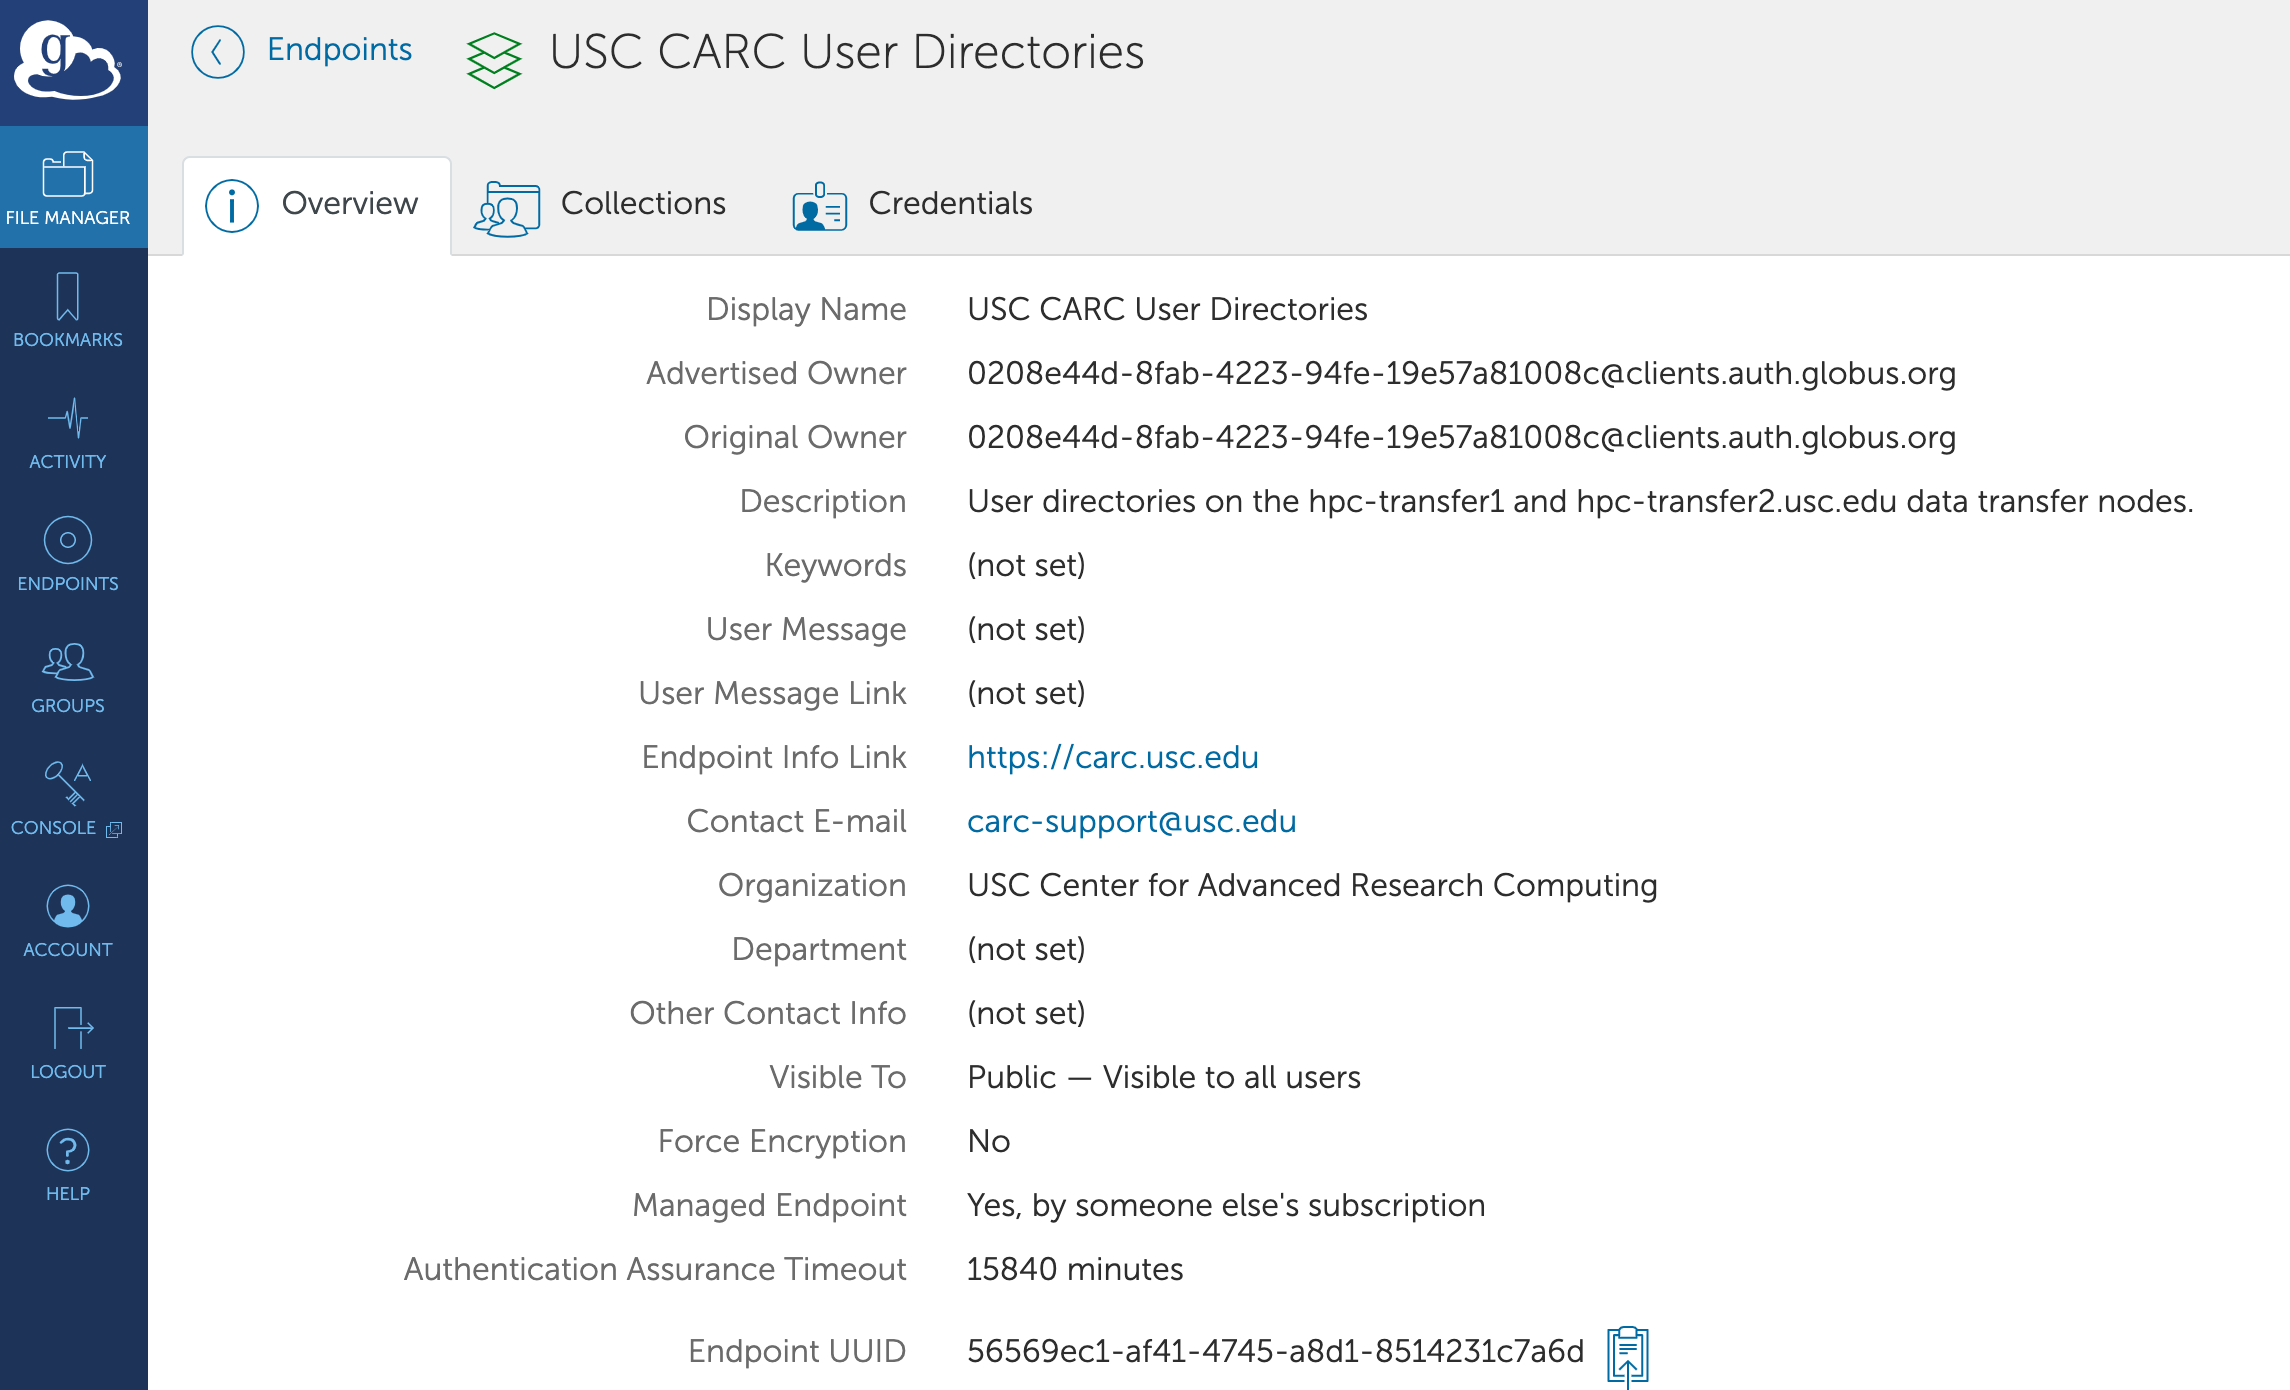 g
Endpoints USC CARC User Directories
FILE MANAGER
Overview Collections Credentials
BOOKMARKS
ACTIVITY
ENDPOINTS
GROUPS
CONSOLE
ACCOUNT
LOGOUT
HELP
Display Name USC CARC User Directories
Advertised Owner 0208e44d-8fab-4223-94fe-19e57a81008c@clients.auth.globus.org
Original Owner 0208e44d-8fab-4223-94fe-19e57a81008c@clients.auth.globus.org
Description User directories on the hpc-transfer1 and hpc-transfer2.usc.edu data transfer nodes.
Keywords (not set)
User Message (not set)
User Message Link (not set)
Endpoint Info Link https://carc.usc.edu
Contact E-mail carc-support@usc.edu
Organization USC Center for Advanced Research Computing
Department (not set)
Other Contact Info (not set)
Visible To Public — Visible to all users
Force Encryption No
Managed Endpoint Yes, by someone else's subscription
Authentication Assurance Timeout 15840 minutes
Endpoint UUID 56569ec1-af41-4745-a8d1-8514231c7a6d